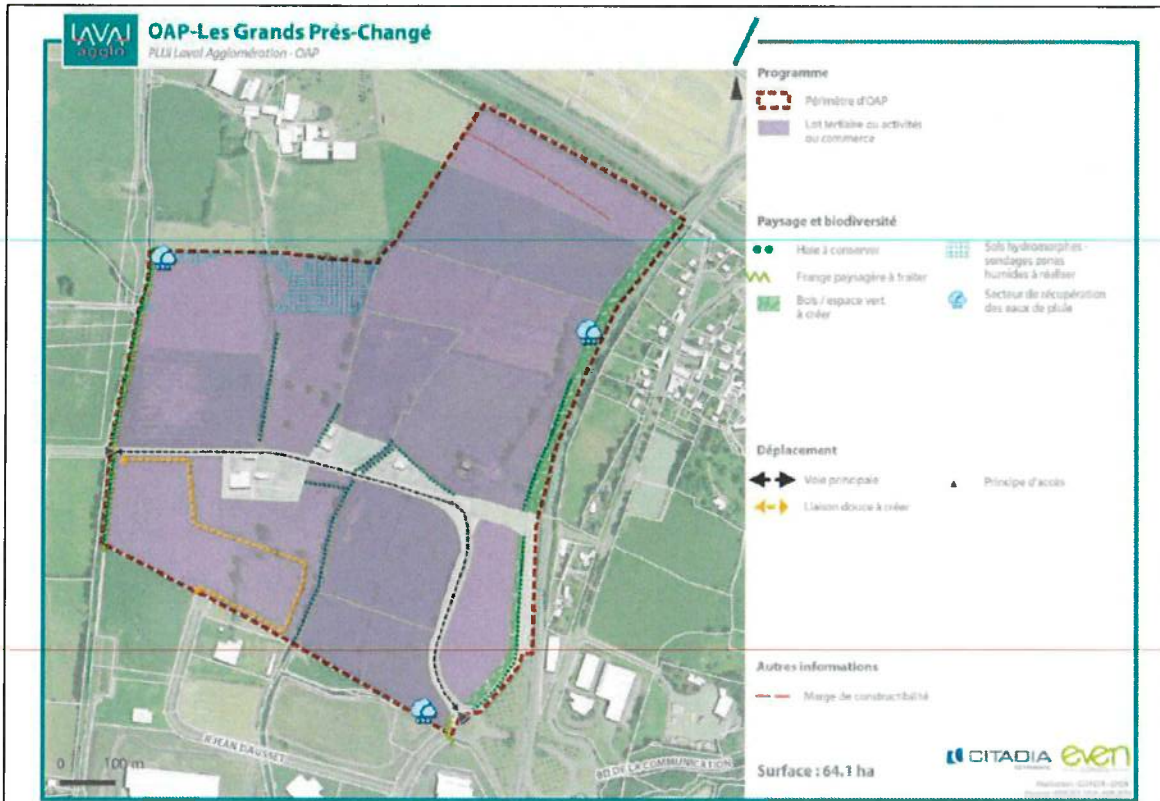 LAVAL
agglo
OAP-Les Grands Prés-Changé
PLUi Laval Agglomération - OAP
Programme
Périmètre d'OAP
Lot tertiaire ou activités
ou commerce
Paysage et biodiversité
Haie à conserver
Frange paysagère à traiter
Bois / espace vert
à créer
Sols hydromorphes -
sondages zones
humides à réaliser
Secteur de récupération
des eaux de pluie
Déplacement
Voie principale
Liaison douce à créer
Principe d'accès
Autres informations
Marge de constructibilité
Surface : 64.1 ha
CITADIA
even
0 100 m
R JEAN DAUSSET
BD DE LA COMMUNICATION